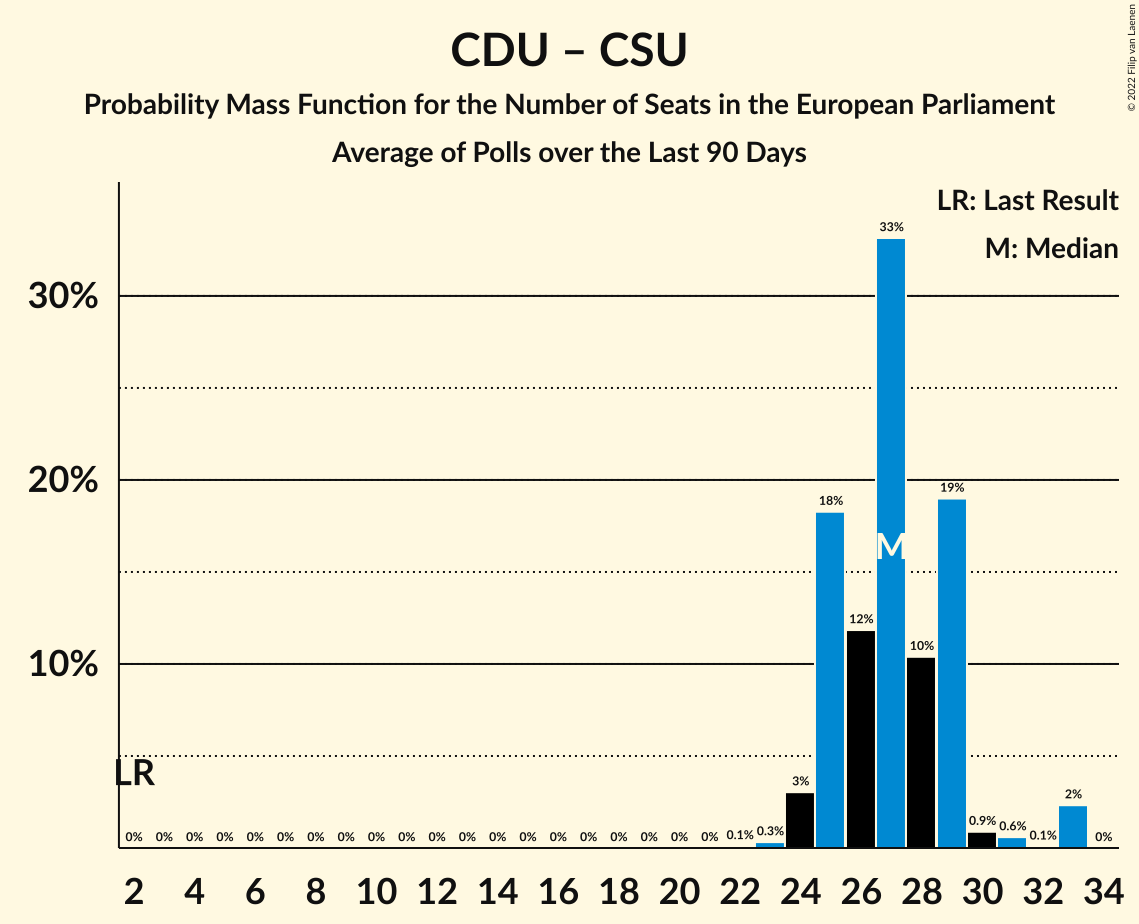 CDU – CSU
Probability Mass Function for the Number of Seats in the European Parliament
Average of Polls over the Last 90 Days
© 2022 Filip van Laenen
LR: Last Result
M: Median
33%
30%
19%
20%
18%
M
12%
10%
10%
LR
3%
2%
0% 0% 0% 0% 0% 0% 0% 0% 0% 0% 0% 0% 0% 0% 0% 0% 0% 0% 0% 0% 0.1% 0.3% 0.9% 0.6% 0.1% 0%
2 4 6 8 10 12 14 16 18 20 22 24 26 28 30 32 34